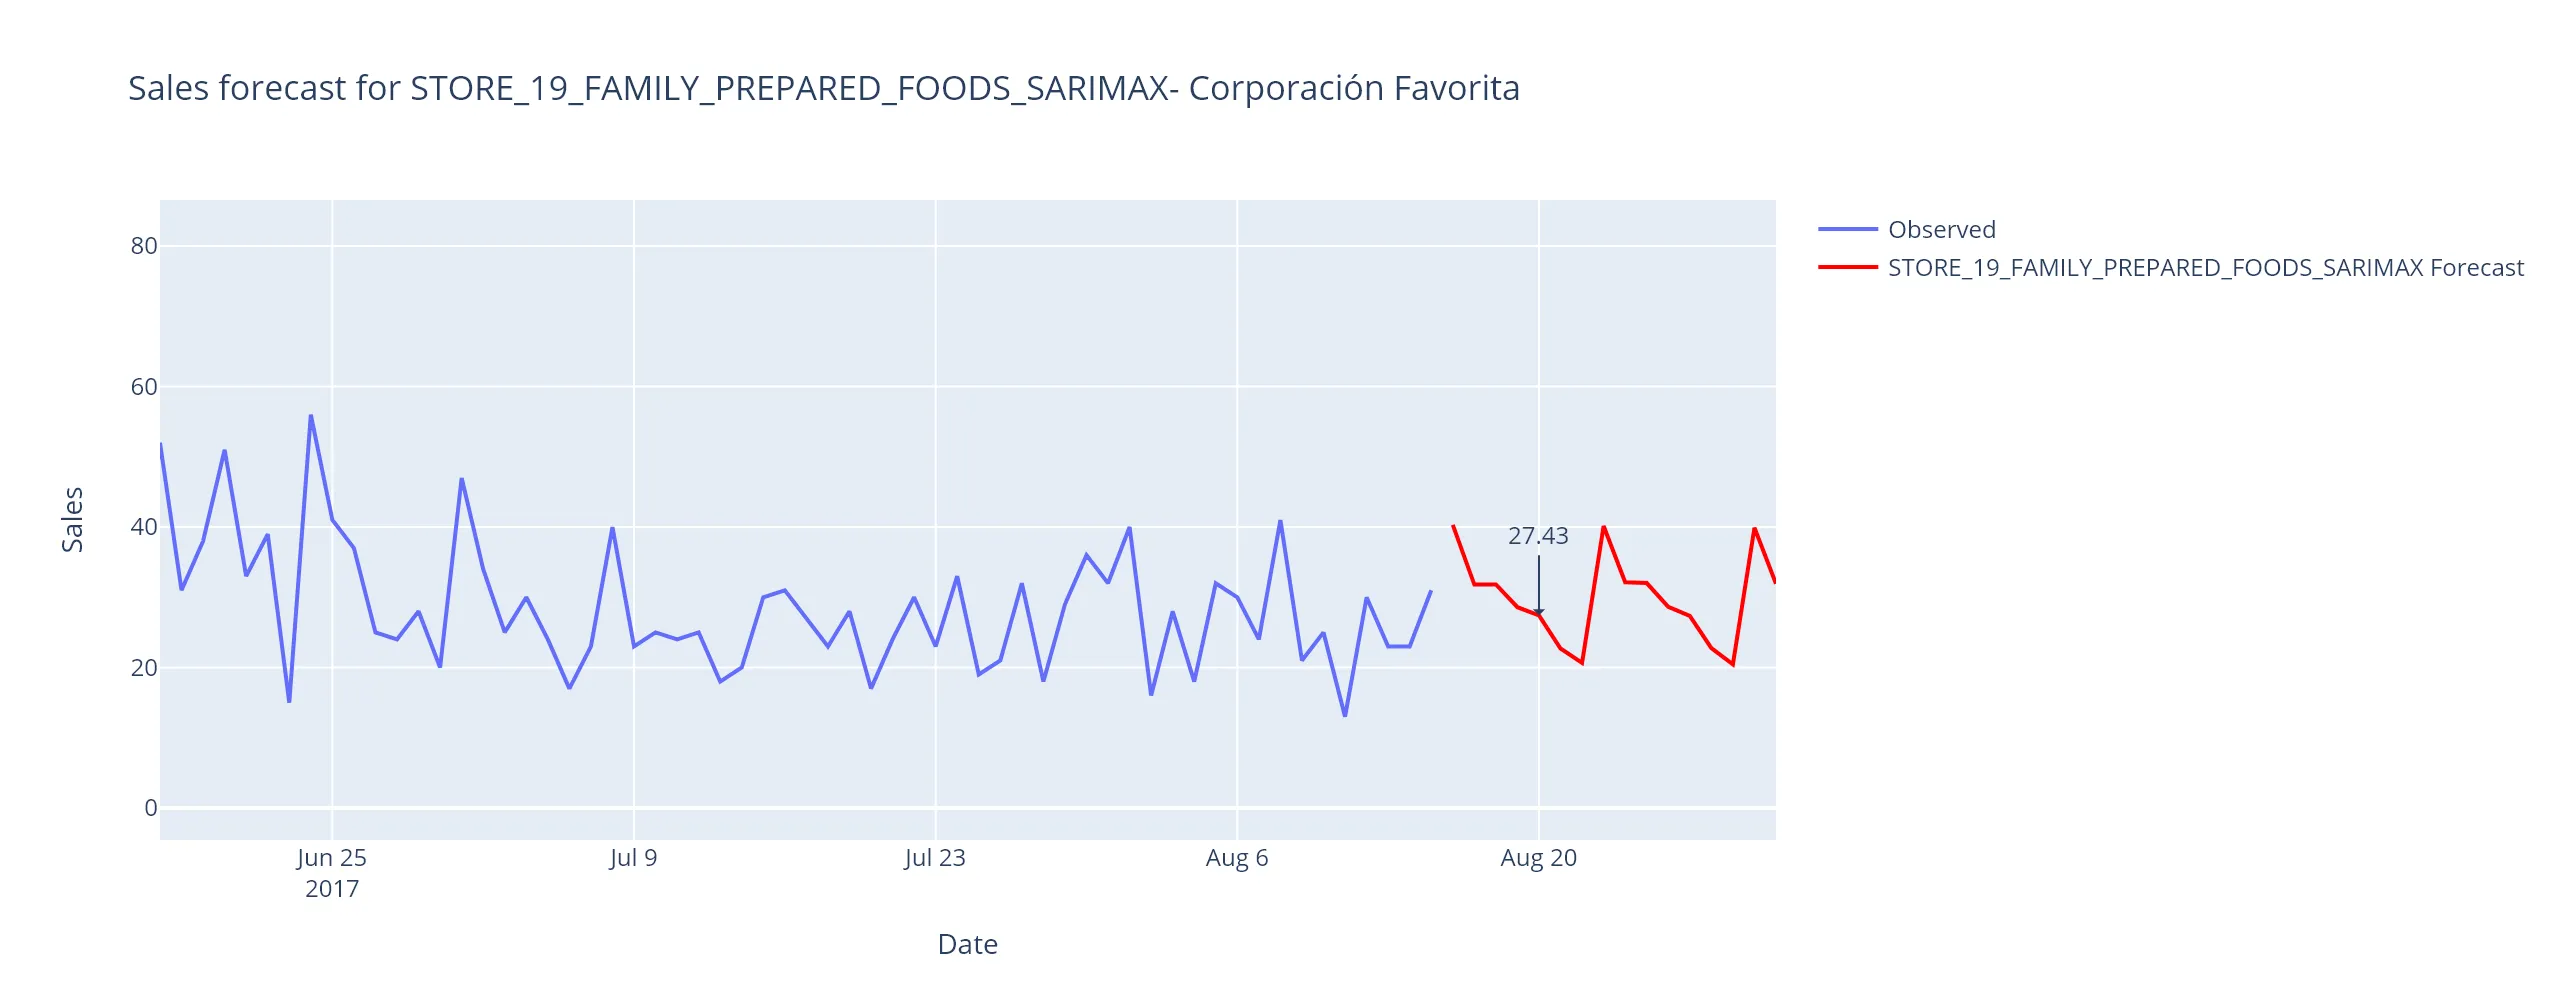 Sales forecast for STORE_19_FAMILY_PREPARED_FOODS_SARIMAX- Corporación Favorita
Observed
STORE_19_FAMILY_PREPARED_FOODS_SARIMAX Forecast
80
60
40
20
0
Sales
27.43
Jun 25
2017
Jul 9
Jul 23
Aug 6
Aug 20
Date